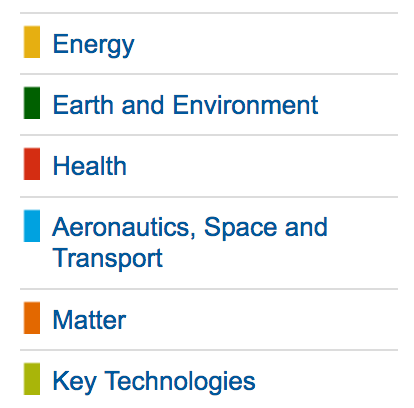 Energy
Earth and Environment
Health
Aeronautics, Space and
Transport
Matter
Key Technologies